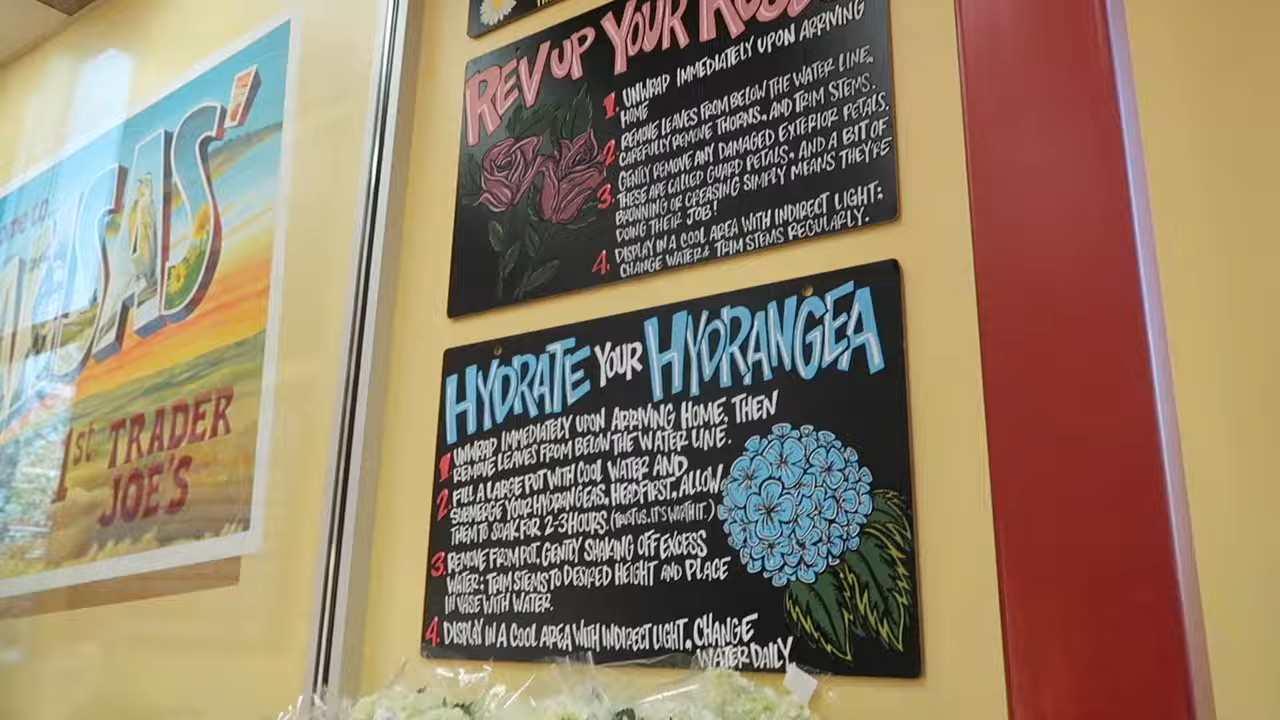 KANSAS'
1st TRADER
JOE'S
REV UP YOUR
1. UNWRAP IMMEDIATELY UPON ARRIVING
HOME
2. REMOVE LEAVES FROM BELOW THE WATER LINE.
CAREFULLY REMOVE THORNS, AND TRIM STEMS.
3. GENTLY REMOVE ANY DAMAGED EXTERIOR PETALS.
THESE ARE CALLED GUARD PETALS, AND A BIT OF
BROWNING OR CREASING SIMPLY MEANS THEY'RE
DOING THEIR JOB!
4. DISPLAY IN A COOL AREA WITH INDIRECT LIGHT;
CHANGE WATER & TRIM STEMS REGULARLY.
HYDRATE YOUR HYDRANGEA
1. UNWRAP IMMEDIATELY UPON ARRIVING HOME, THEN
REMOVE LEAVES FROM BELOW THE WATER LINE.
2. FILL A LARGE POT WITH COOL WATER AND
SUBMERGE YOUR HYDRANGEAS, HEADFIRST, ALLOW
THEM TO SOAK FOR 2-3 HOURS. (TRUST US, IT'S WORTH IT.)
3. REMOVE FROM POT, GENTLY SHAKING OFF EXCESS
WATER; TRIM STEMS TO DESIRED HEIGHT AND PLACE
IN VASE WITH WATER.
4. DISPLAY IN A COOL AREA WITH INDIRECT LIGHT, CHANGE
WATER DAILY.